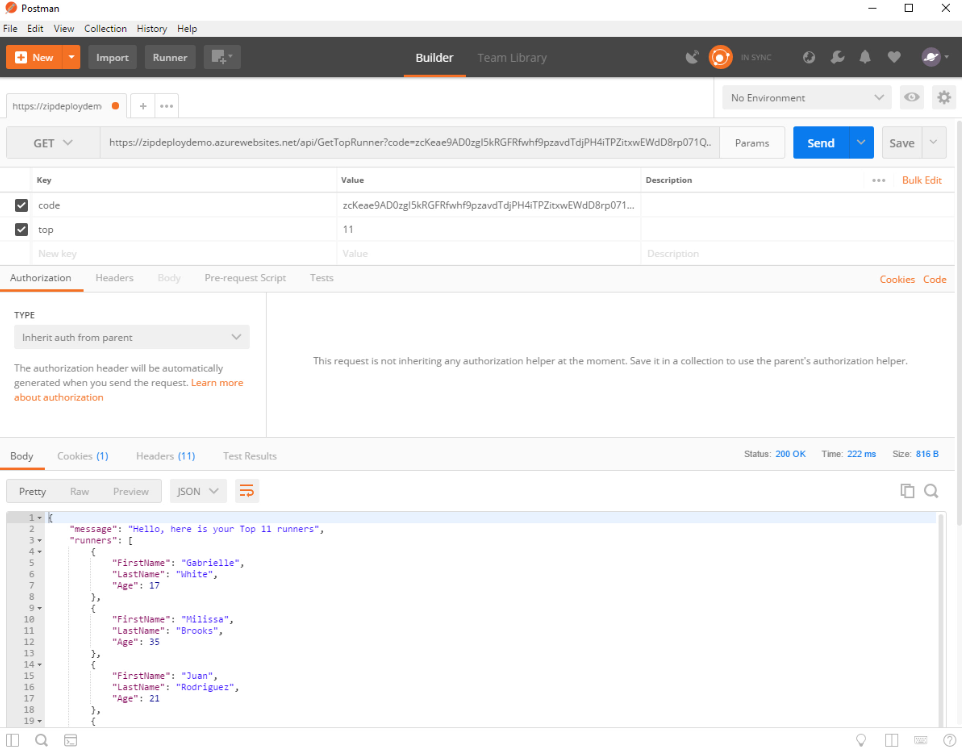 Postman
File Edit View Collection History Help
New Import Runner Builder Team Library IN SYNC
https://zipdeploydem No Environment
GET https://zipdeploydemo.azurewebsites.net/api/GetTopRunner?code=zcKeae9AD0zgI5kRGFRfwhf9pzavdTdjPH4iTPZitxwEWdD8rp071Q.. Params Send Save
Key Value Description Bulk Edit
code zcKeae9AD0zgI5kRGFRfwhf9pzavdTdjPH4iTPZitxwEWdD8rp071...
top 11
New key Value Description
Authorization Headers Body Pre-request Script Tests Cookies Code
TYPE
Inherit auth from parent
This request is not inheriting any authorization helper at the moment. Save it in a collection to use the parent's authorization helper.
The authorization header will be automatically
generated when you send the request. Learn more
about authorization
Body Cookies (1) Headers (11) Test Results Status: 200 OK Time: 222 ms Size: 816 B
Pretty Raw Preview JSON
1 {
2 "message": "Hello, here is your Top 11 runners",
3 "runners": [
4 {
5 "FirstName": "Gabrielle",
6 "LastName": "White",
7 "Age": 17
8 },
9 {
10 "FirstName": "Milissa",
11 "LastName": "Brooks",
12 "Age": 35
13 },
14 {
15 "FirstName": "Juan",
16 "LastName": "Rodriguez",
17 "Age": 21
18 },
19 {